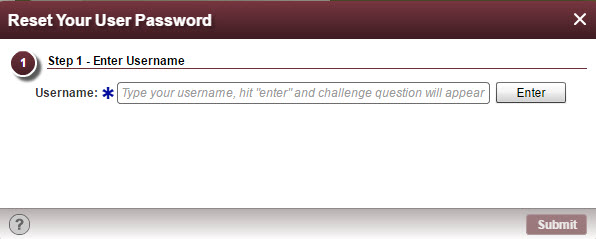 Reset Your User Password
1 Step 1 - Enter Username
Username: * Type your username, hit "enter" and challenge question will appear Enter
? Submit